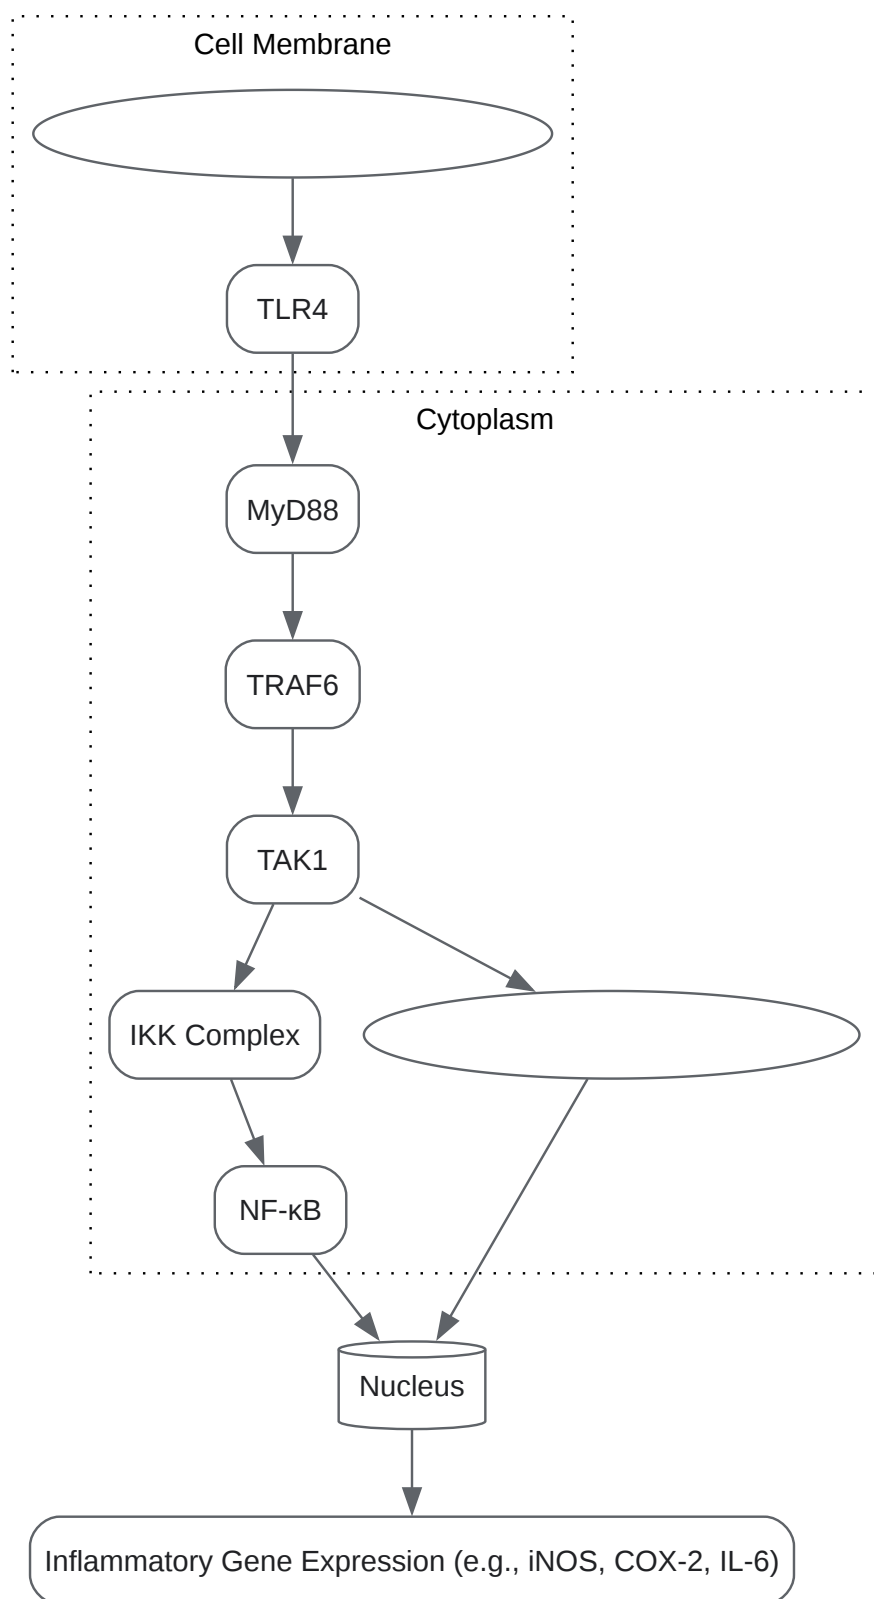 Cell Membrane
TLR4
Cytoplasm
MyD88
TRAF6
TAK1
IKK Complex
NF-κB
Nucleus
Inflammatory Gene Expression (e.g., iNOS, COX-2, IL-6)